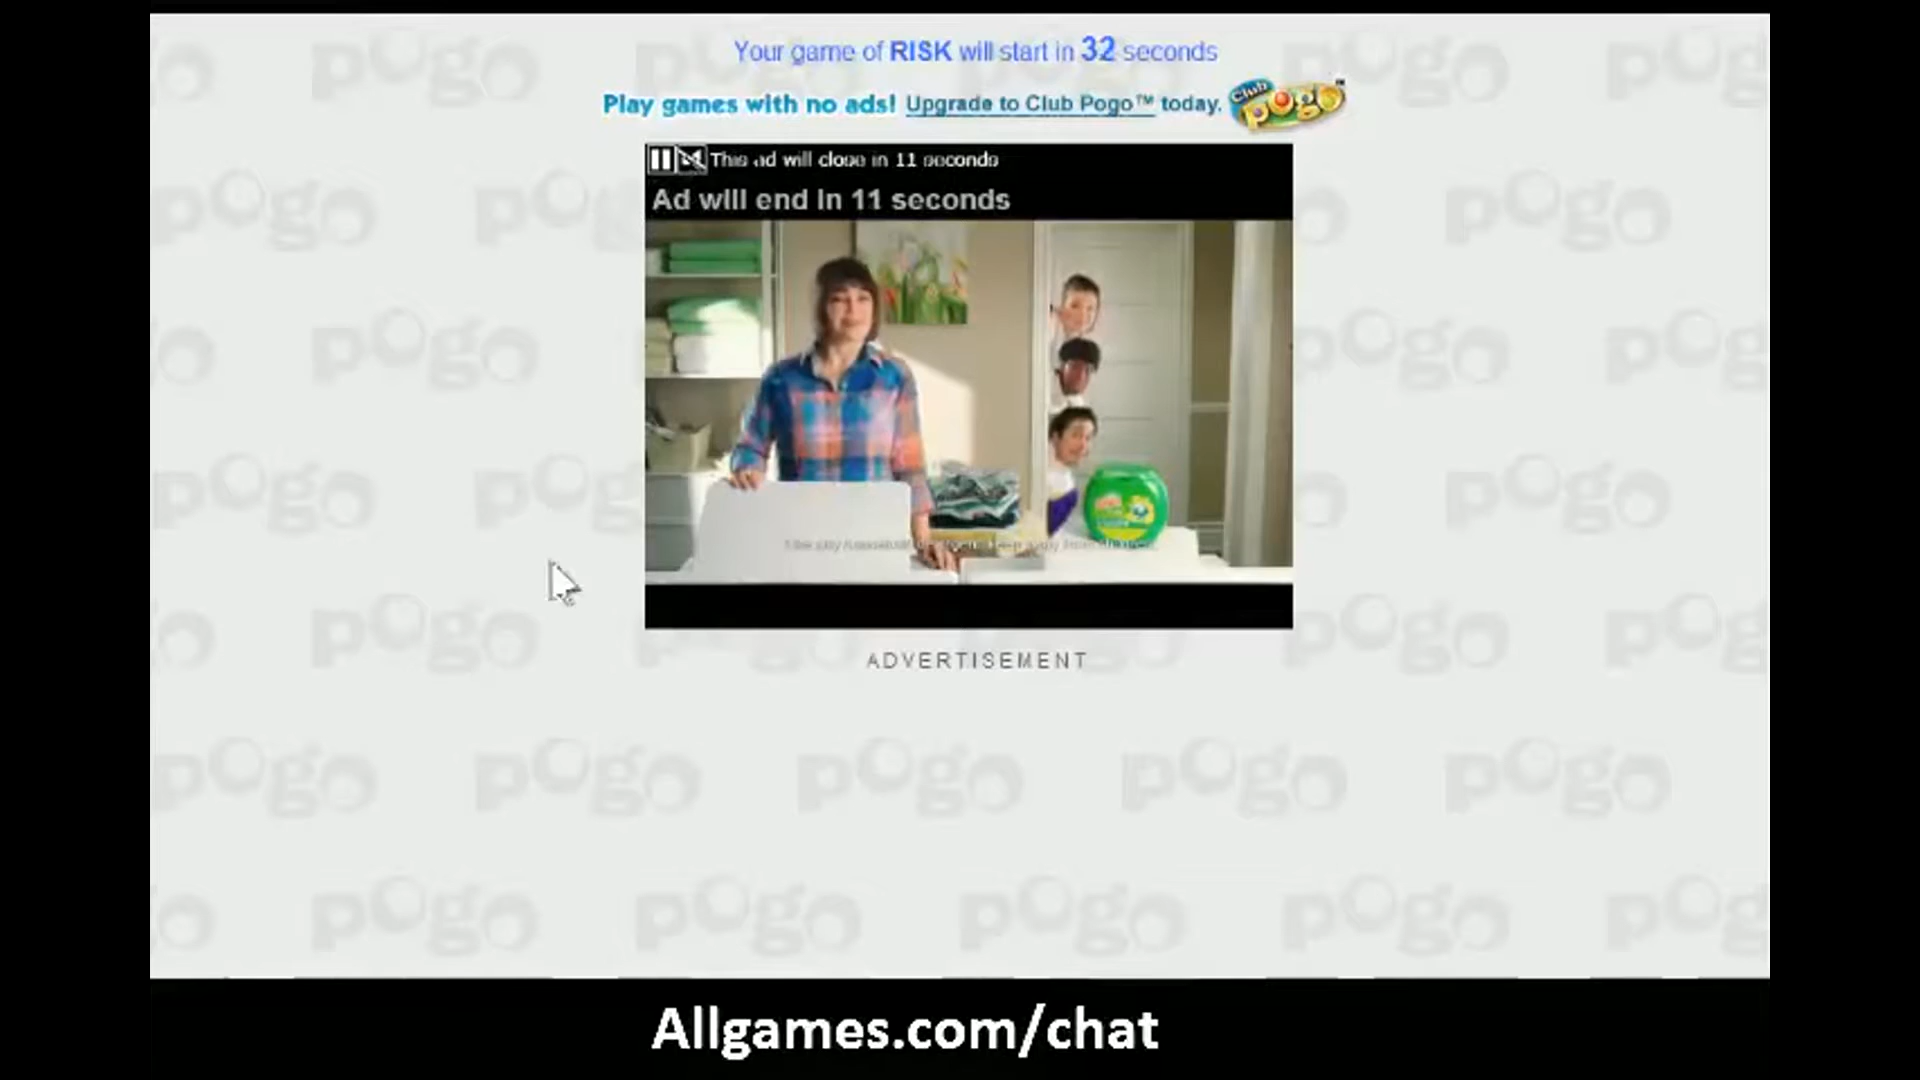 Your game of RISK will start in 32 seconds
Play games with no ads! Upgrade to Club Pogo™ today.
Club pogo™
This ad will close in 11 seconds
Ad will end in 11 seconds
ADVERTISEMENT
pogo
Allgames.com/chat